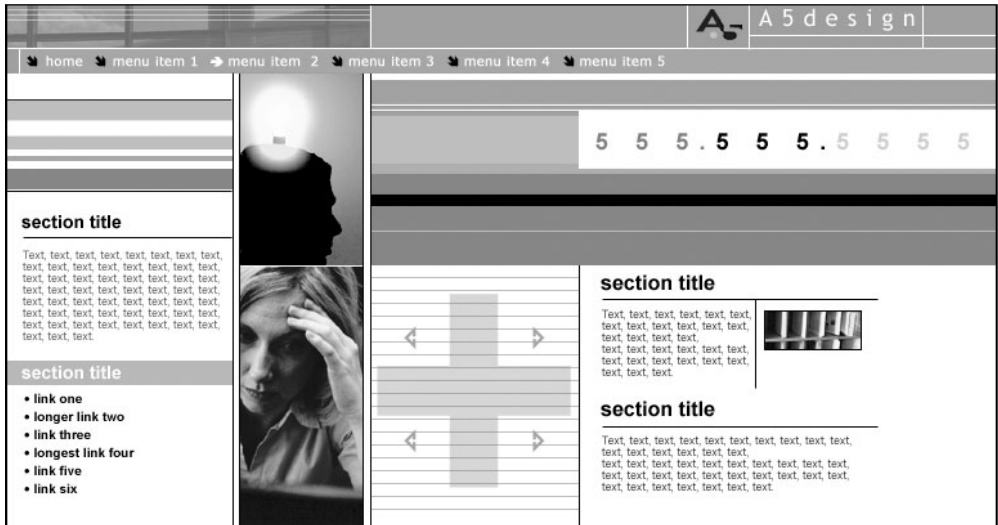 A5design
home menu item 1 menu item 2 menu item 3 menu item 4 menu item 5
5 5 5 . 5 5 5 . 5 5 5 5
section title
Text, text, text, text, text, text, text, text,
text, text, text, text, text, text, text, text,
text, text, text, text, text, text, text, text,
text, text, text, text, text, text, text, text,
text, text, text, text, text, text, text, text,
text, text, text, text, text, text, text, text,
text, text, text, text, text, text, text, text,
text, text, text.
section title
• link one
• longer link two
• link three
• longest link four
• link five
• link six
section title
Text, text, text, text, text, text,
text, text, text, text, text, text,
text, text, text, text,
text, text, text, text, text, text,
text, text, text, text, text, text,
text, text, text.
section title
Text, text, text, text, text, text, text, text, text, text,
text, text, text, text, text, text,
text, text, text, text, text, text, text, text, text, text,
text, text, text, text, text, text, text, text, text, text,
text, text, text, text, text, text, text.